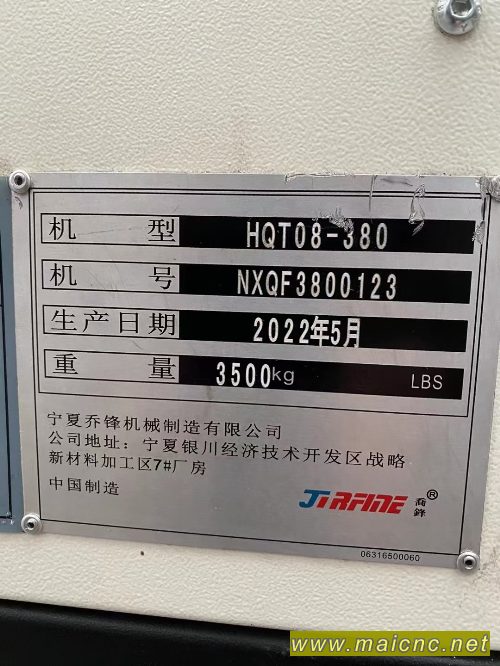 机型 HQT08-380
机号 NXQF3800123
生产日期 2022年5月
重量 3500kg LBS
宁夏乔锋机械制造有限公司
公司地址：宁夏银川经济技术开发区战略
新材料加工区7#厂房
中国制造
JIRFINE® 喬鋒
06316500060
www.maicnc.net